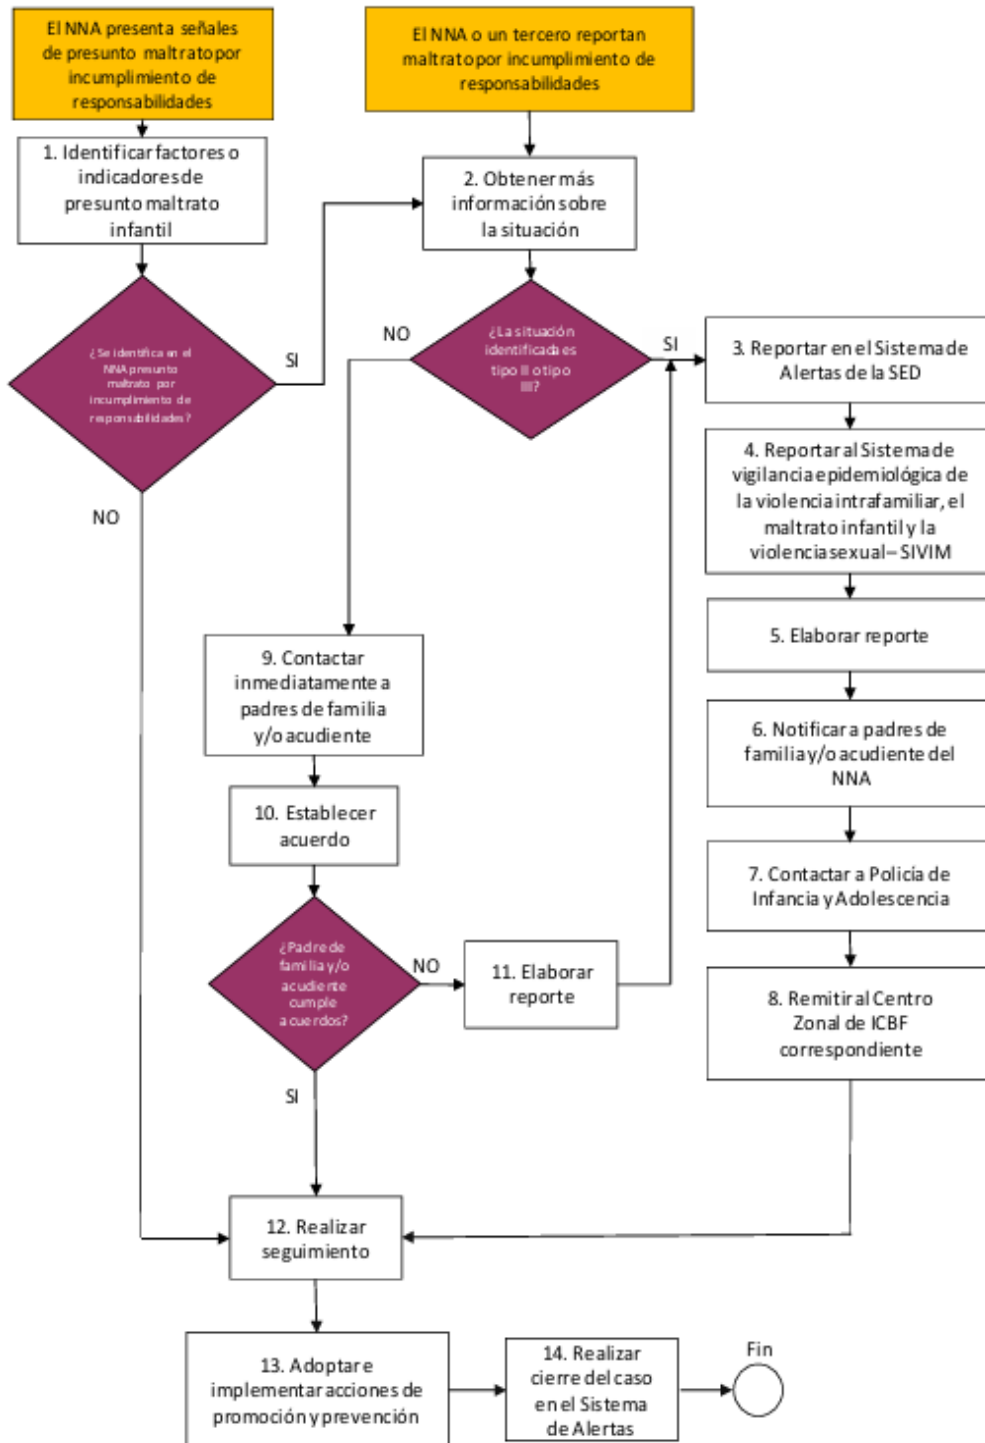 El NNA presenta señales
de presunto maltrato por
incumplimiento de
responsabilidades
El NNA o un tercero reportan
maltrato por incumplimiento de
responsabilidades
1. Identificar factores o
indicadores de
presunto maltrato
infantil
2. Obtener más
información sobre
la situación
¿Se identifica en el
NNA presunto
maltrato por
incumplimiento de
responsabilidades?
SI
NO
¿La situación
identificada es
tipo II o tipo
III?
NO
SI
3. Reportar en el Sistema de
Alertas de la SED
4. Reportar al Sistema de
vigilancia epidemiológica de
la violencia intrafamiliar, el
maltrato infantil y la
violencia sexual – SIVIM
5. Elaborar reporte
6. Notificar a padres de
familia y/o acudiente del
NNA
7. Contactar a Policía de
Infancia y Adolescencia
8. Remitir al Centro
Zonal de ICBF
correspondiente
9. Contactar
inmediatamente a
padres de familia
y/o acudiente
10. Establecer
acuerdo
¿Padre de
familia y/o
acudiente
cumple
acuerdos?
NO
SI
11. Elaborar
reporte
12. Realizar
seguimiento
13. Adoptar e
implementar acciones de
promoción y prevención
14. Realizar
cierre del caso
en el Sistema
de Alertas
Fin